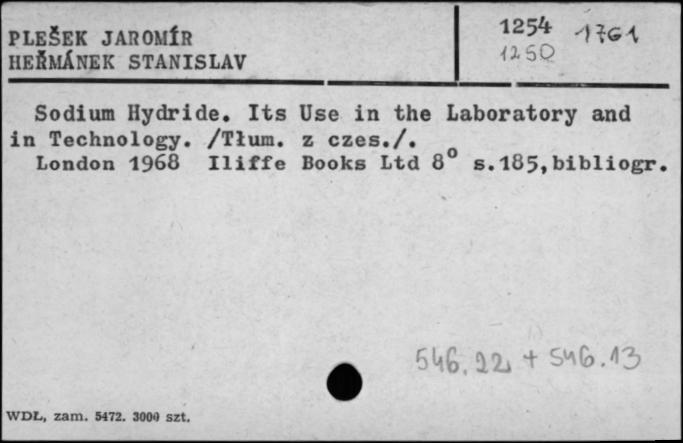 PLEŠEK JAROMÍR
HEŘMÁNEK STANISLAV
1254 1761
1250
Sodium Hydride. Its Use in the Laboratory and
in Technology. /Tłum. z czes./.
London 1968 Iliffe Books Ltd 8° s.185,bibliogr.
546.22 + 546.13
WDŁ, zam. 5472. 3000 szt.